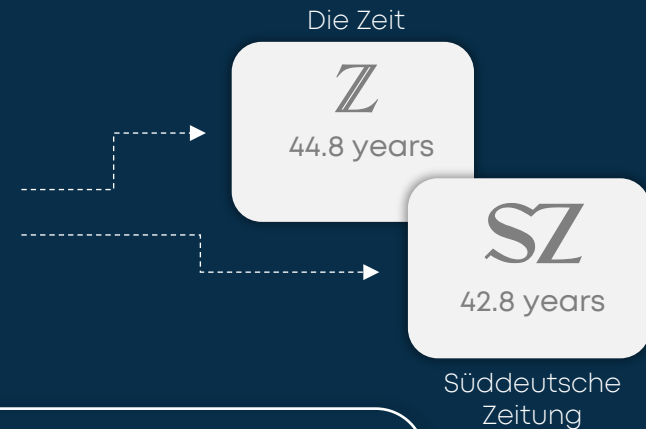 Die Zeit
Z
44.8 years
SZ
42.8 years
Süddeutsche
Zeitung